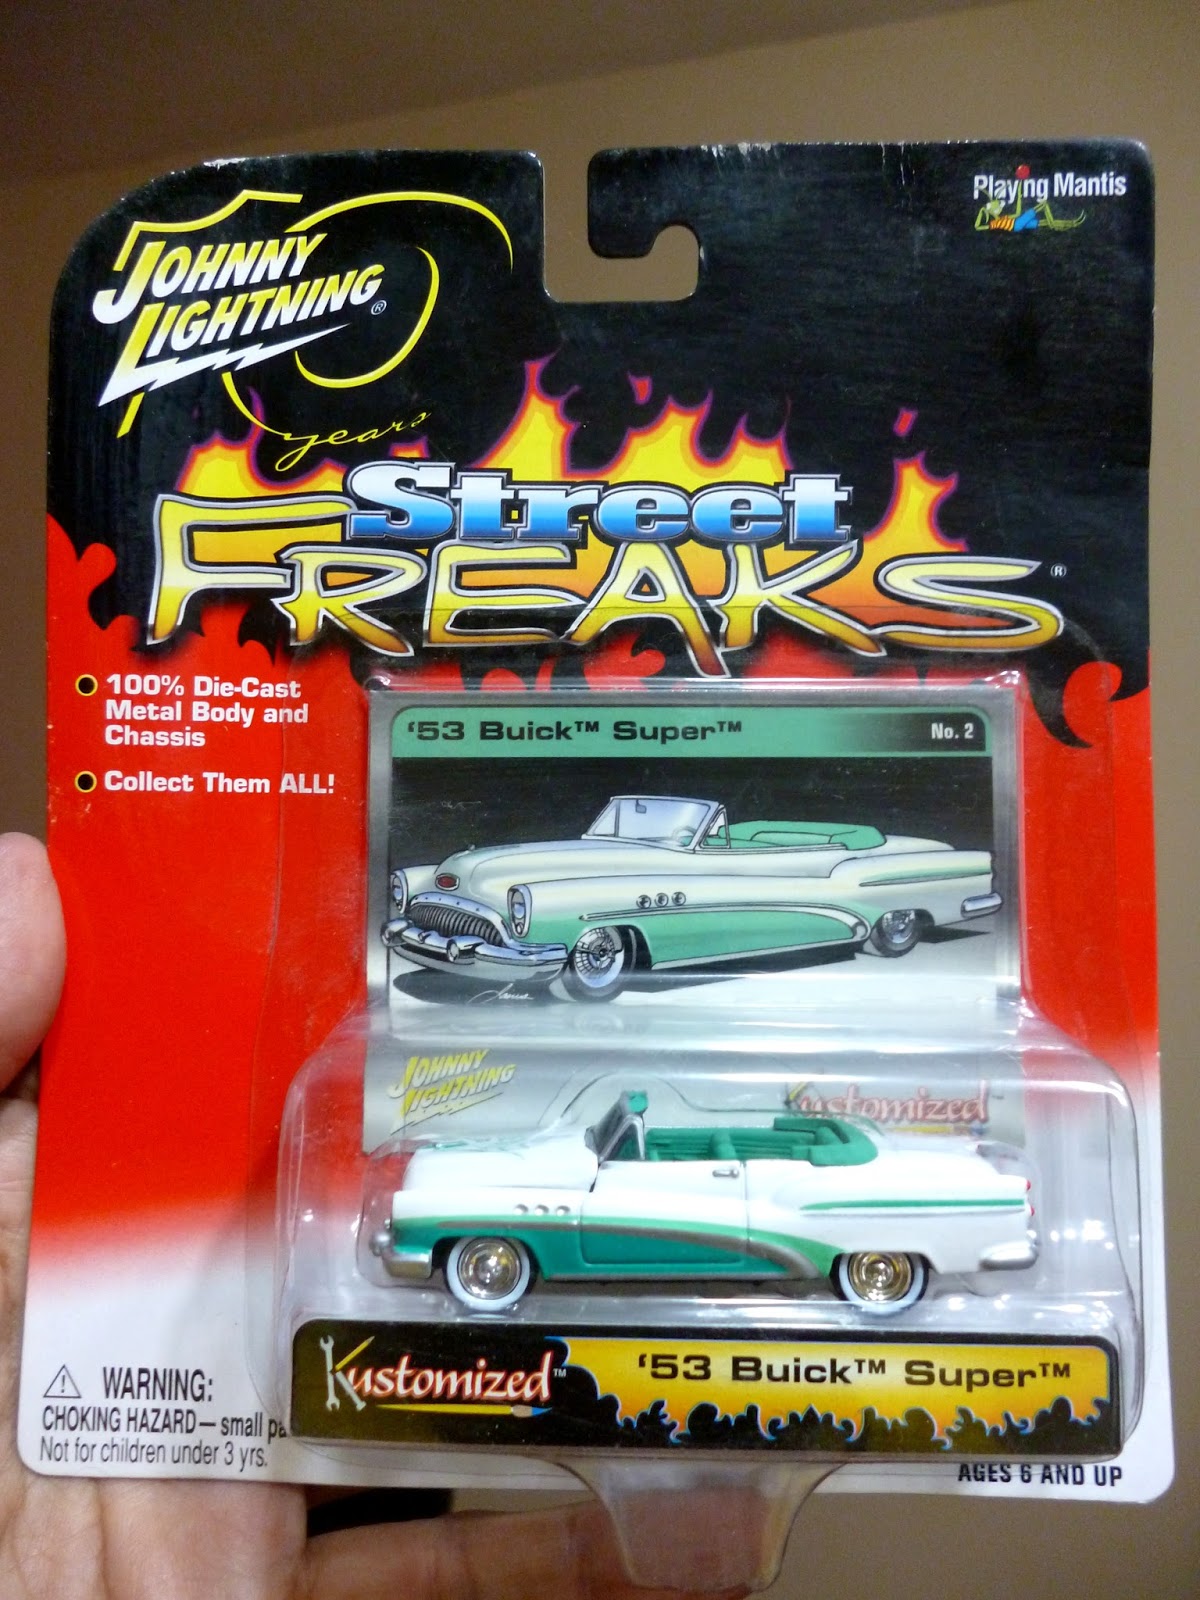 Playing Mantis
JOHNNY
LIGHTNING®
10
years
Street
FREAKS®
100% Die-Cast
Metal Body and
Chassis
Collect Them ALL!
'53 Buick™ Super™
No. 2
JOHNNY
LIGHTNING
Kustomized
Kustomized™
'53 Buick™ Super™
WARNING:
CHOKING HAZARD— small
Not for children under 3 yrs.
AGES 6 AND UP